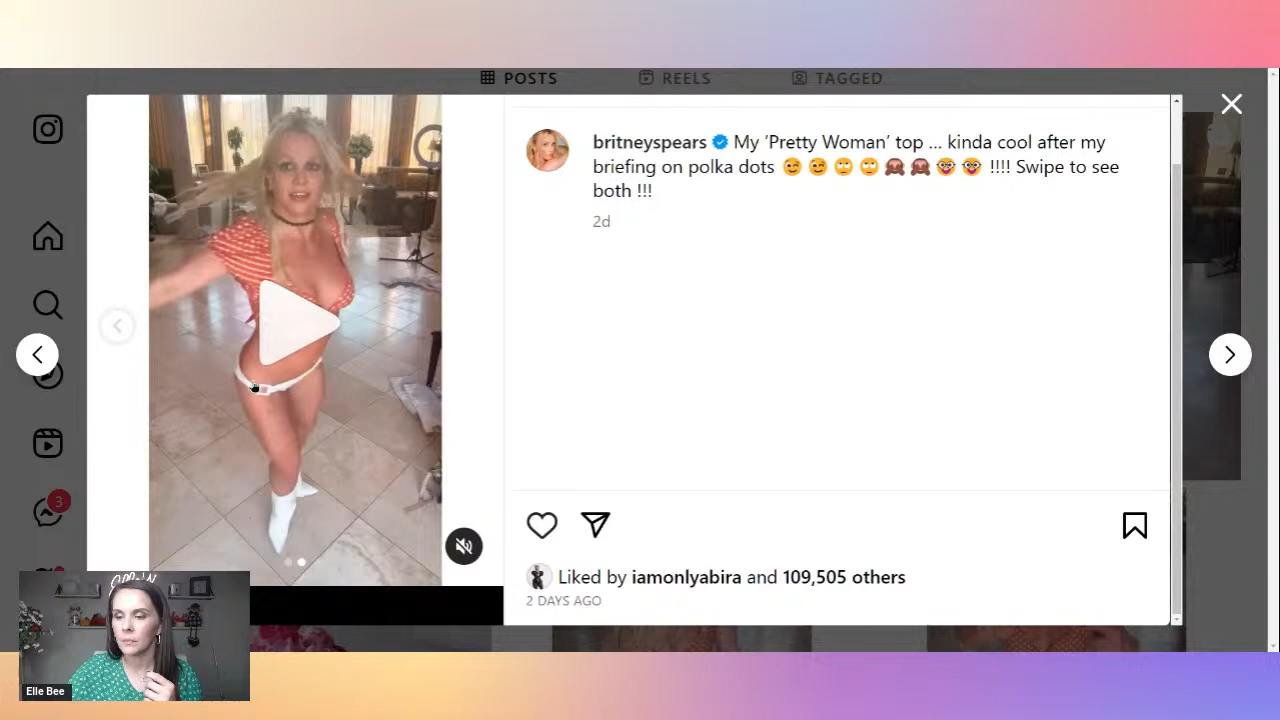 POSTS REELS TAGGED
britneyspears My ‘Pretty Woman’ top ... kinda cool after my
briefing on polka dots 😉 😉 🙄 🙄 🙊 🙊 🤓 🤓 !!!! Swipe to see
both !!!
2d
3
Liked by iamonlyabira and 109,505 others
2 DAYS AGO
Elle Bee